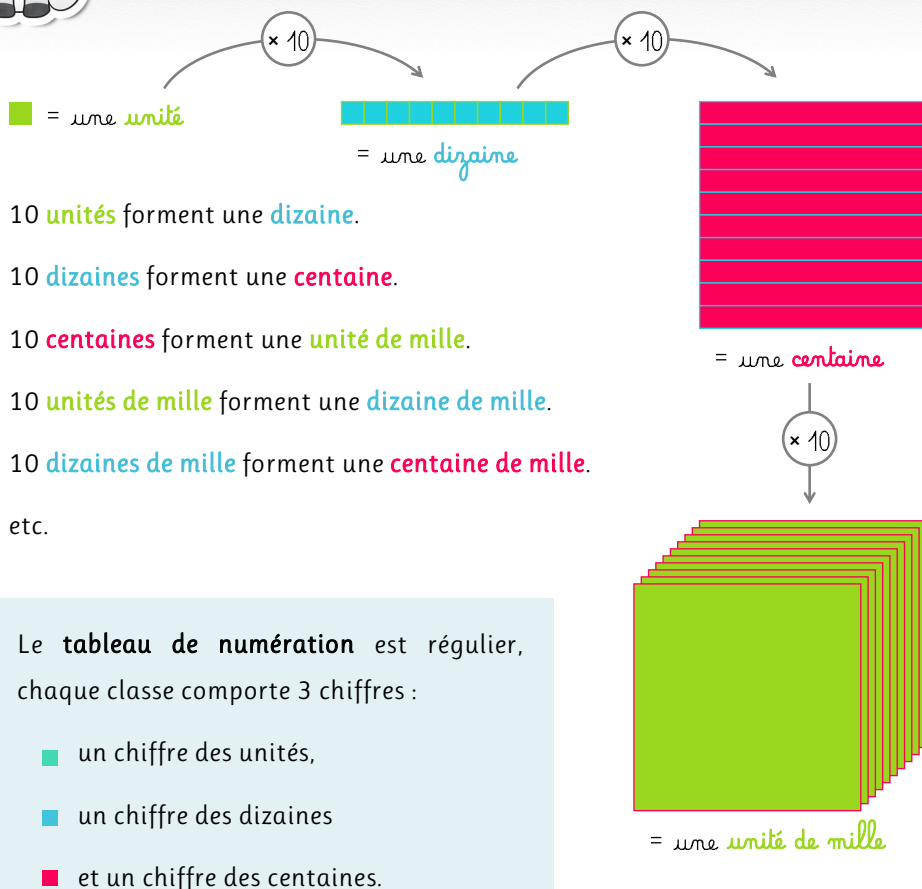 × 10
× 10
= une unité
= une dizaine
10 unités forment une dizaine.
10 dizaines forment une centaine.
10 centaines forment une unité de mille.
10 unités de mille forment une dizaine de mille.
10 dizaines de mille forment une centaine de mille.
etc.
= une centaine
× 10
= une unité de mille
Le tableau de numération est régulier,
chaque classe comporte 3 chiffres :
un chiffre des unités,
un chiffre des dizaines
et un chiffre des centaines.